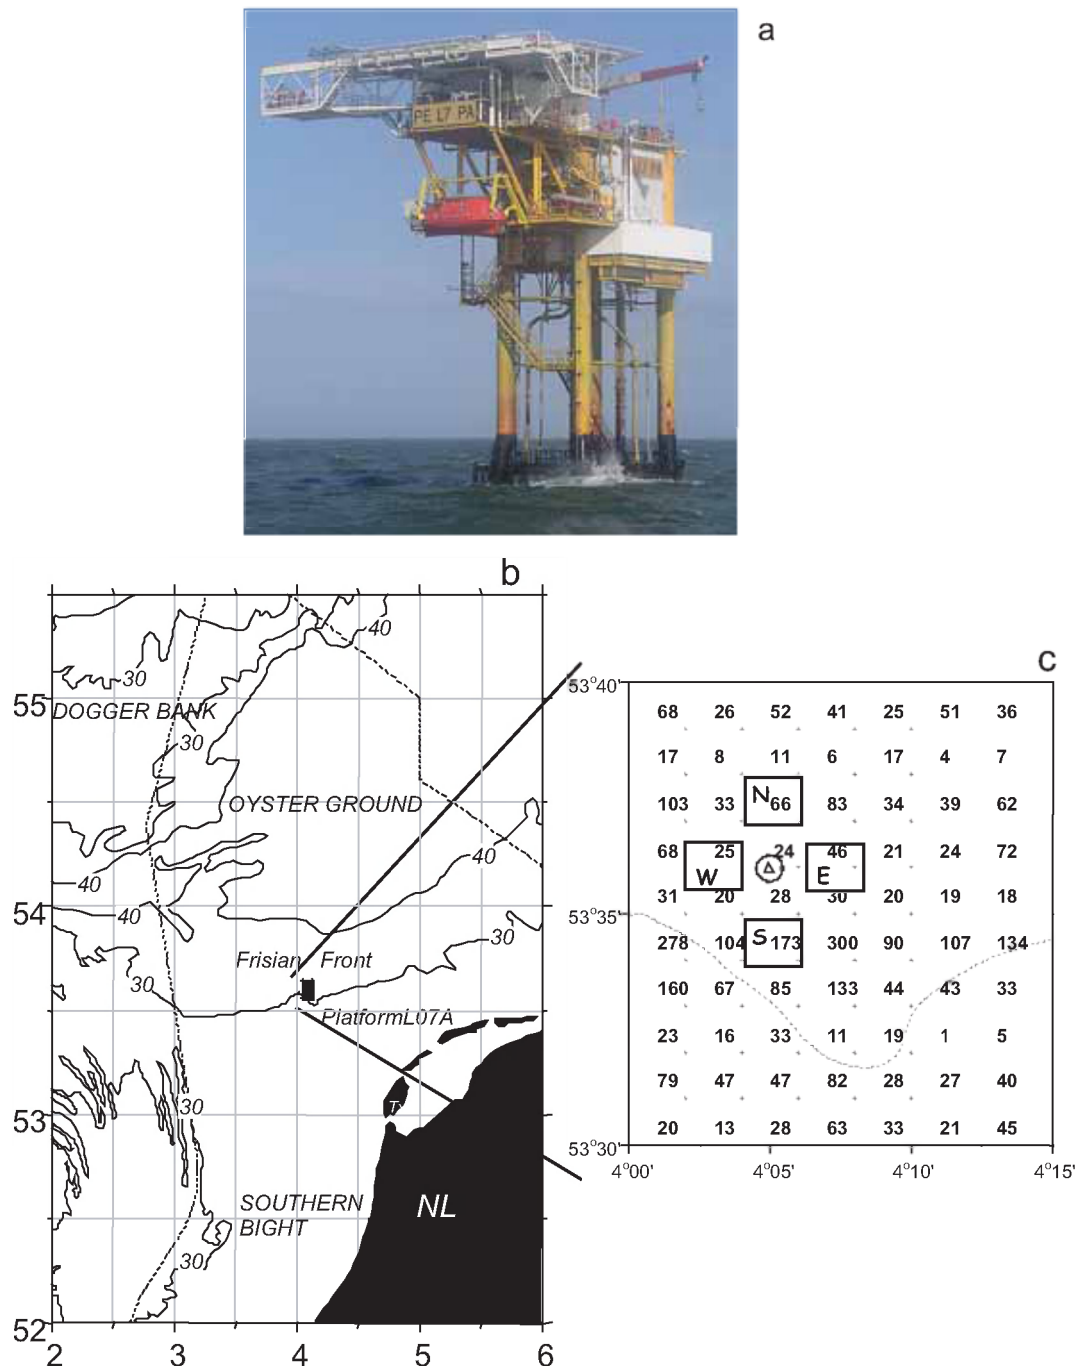 a
PE L7 PA
b
40
30
55
DOGGER BANK
30
OYSTER GROUND
40
40
54
40
30
30
Frisian Front
PlatformL07A
53
30
SOUTHERN
BIGHT
NL
30
52
2 3 4 5 6
c
53°40'
68 26 52 41 25 51 36
17 8 11 6 17 4 7
N
103 33 66 83 34 39 62
68 25 24 46 21 24 72
W E
31 20 28 30 20 19 18
53°35'
S
278 104 173 300 90 107 134
160 67 85 133 44 43 33
23 16 33 11 19 1 5
79 47 47 82 28 27 40
20 13 28 63 33 21 45
53°30'
4°00' 4°05' 4°10' 4°15'